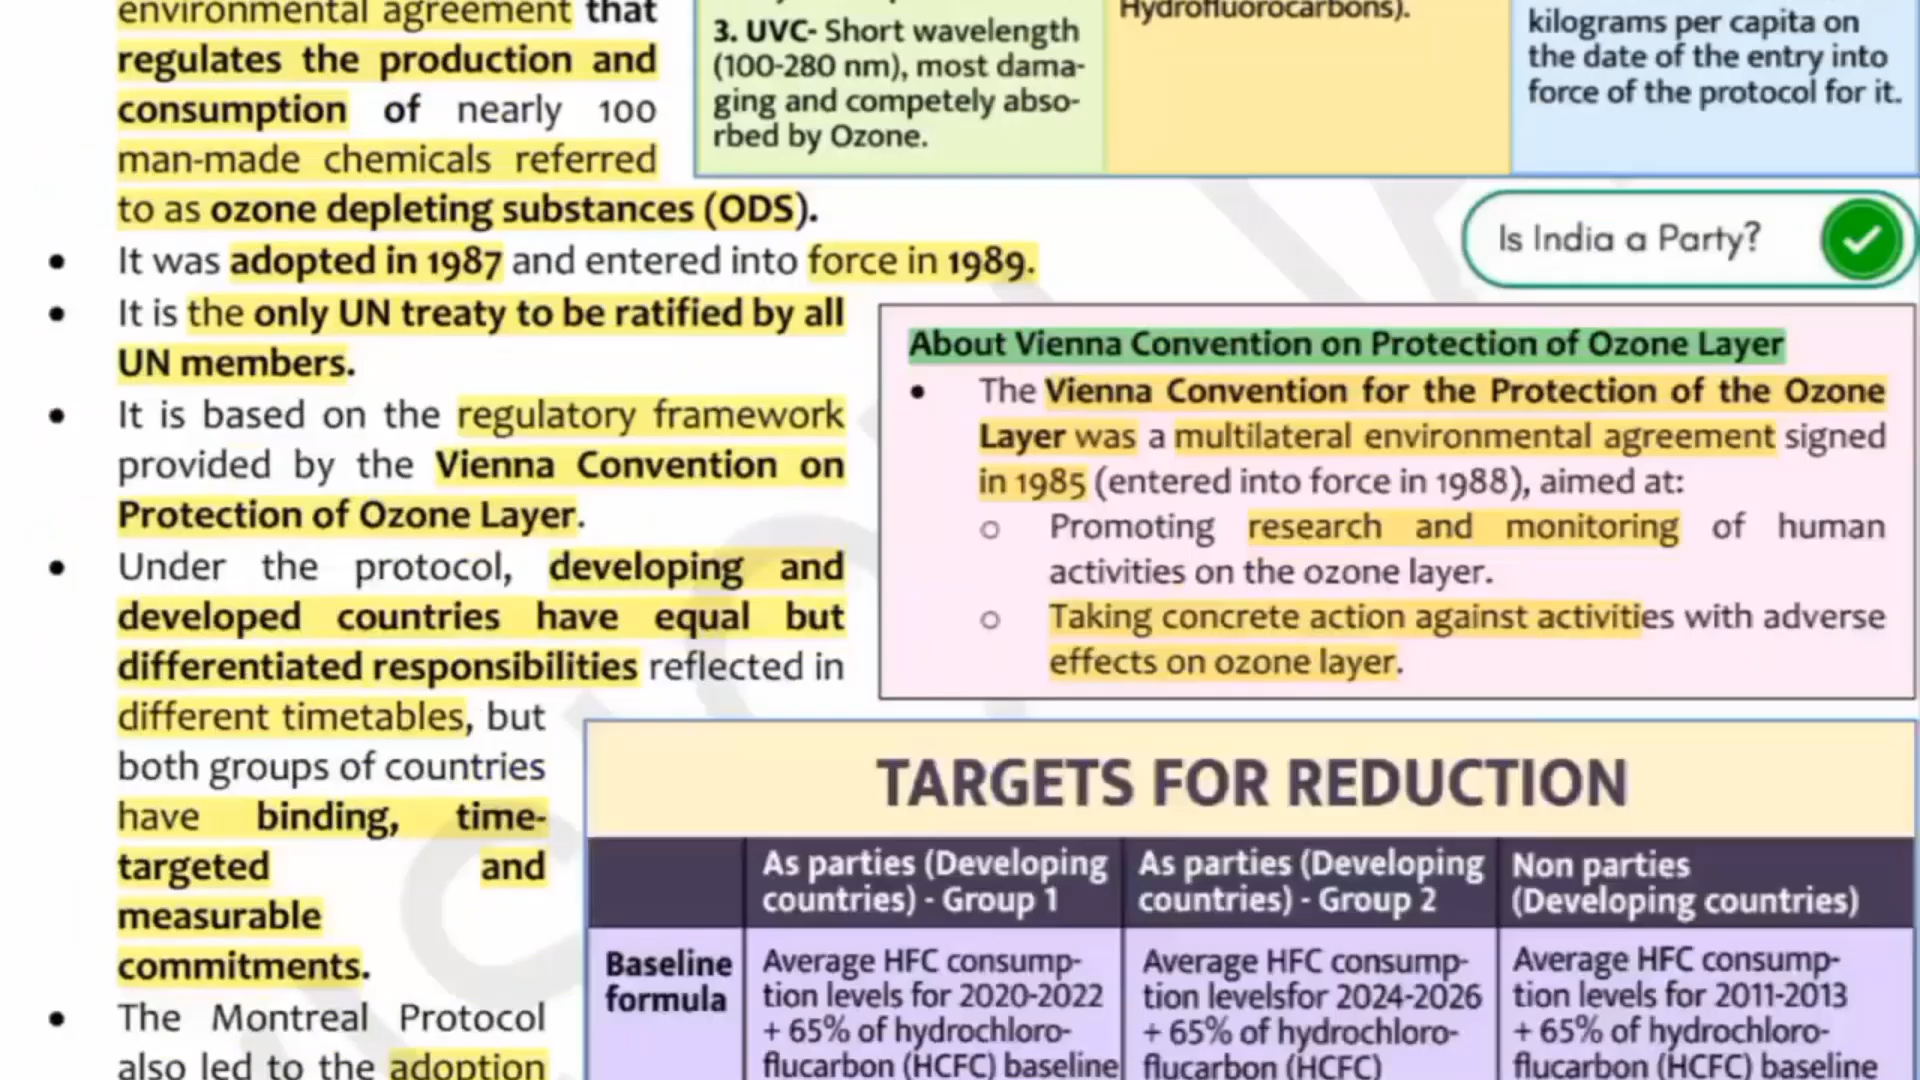 environmental agreement that
regulates the production and
consumption of nearly 100
man-made chemicals referred
to as ozone depleting substances (ODS).
• It was adopted in 1987 and entered into force in 1989.
• It is the only UN treaty to be ratified by all
UN members.
• It is based on the regulatory framework
provided by the Vienna Convention on
Protection of Ozone Layer.
• Under the protocol, developing and
developed countries have equal but
differentiated responsibilities reflected in
different timetables, but
both groups of countries
have binding, time-
targeted and
measurable
commitments.
• The Montreal Protocol
also led to the adoption
3. UVC- Short wavelength
(100-280 nm), most dama-
ging and competely abso-
rbed by Ozone.
Hydrofluorocarbons).
kilograms per capita on
the date of the entry into
force of the protocol for it.
Is India a Party?
About Vienna Convention on Protection of Ozone Layer
• The Vienna Convention for the Protection of the Ozone
Layer was a multilateral environmental agreement signed
in 1985 (entered into force in 1988), aimed at:
o Promoting research and monitoring of human
activities on the ozone layer.
o Taking concrete action against activities with adverse
effects on ozone layer.
TARGETS FOR REDUCTION
As parties (Developing
countries) - Group 1
As parties (Developing
countries) - Group 2
Non parties
(Developing countries)
Baseline
formula
Average HFC consump-
tion levels for 2020-2022
+ 65% of hydrochloro-
flucarbon (HCFC) baseline
Average HFC consump-
tion levelsfor 2024-2026
+ 65% of hydrochloro-
flucarbon (HCFC)
Average HFC consump-
tion levels for 2011-2013
+ 65% of hydrochloro-
flucarbon (HCFC) baseline